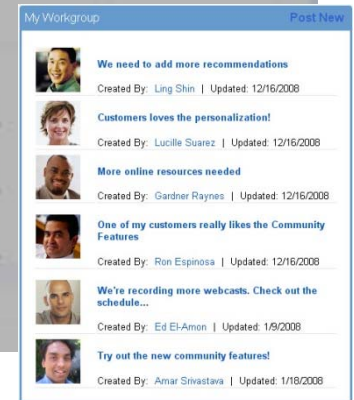 My Workgroup Post New
We need to add more recommendations
Created By: Ling Shin | Updated: 12/16/2008
Customers loves the personalization!
Created By: Lucille Suarez | Updated: 12/16/2008
More online resources needed
Created By: Gardner Raynes | Updated: 12/16/2008
One of my customers really likes the Community
Features
Created By: Ron Espinosa | Updated: 12/16/2008
We're recording more webcasts. Check out the
schedule...
Created By: Ed El-Amon | Updated: 1/9/2008
Try out the new community features!
Created By: Amar Srivastava | Updated: 1/18/2008